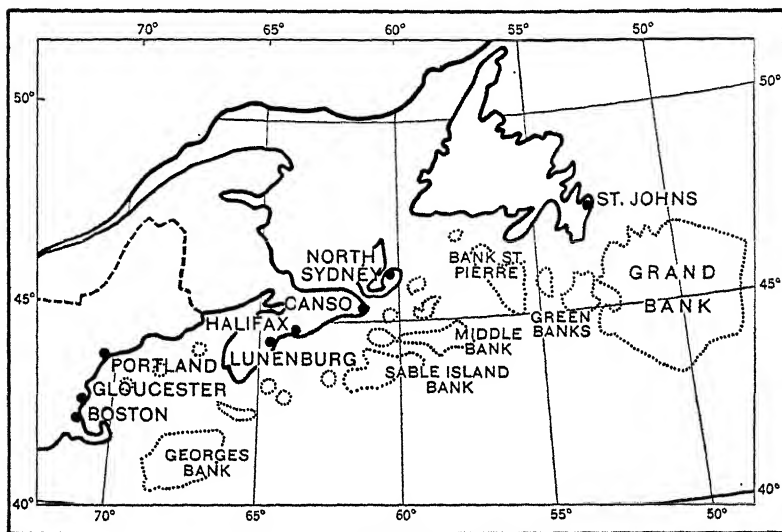 70° 65° 60° 55° 52° 50°
50° 50°
ST. JOHNS
NORTH
SYDNEY
BANK ST.
PIERRE
GRAND
BANK
45° 45°
CANSO
GREEN
BANKS
HALIFAX
MIDDLE
BANK
LUNENBURG
PORTLAND
SABLE ISLAND
BANK
GLOUCESTER
BOSTON
GEORGES
BANK
40° 40°
70° 65° 60° 55° 50°